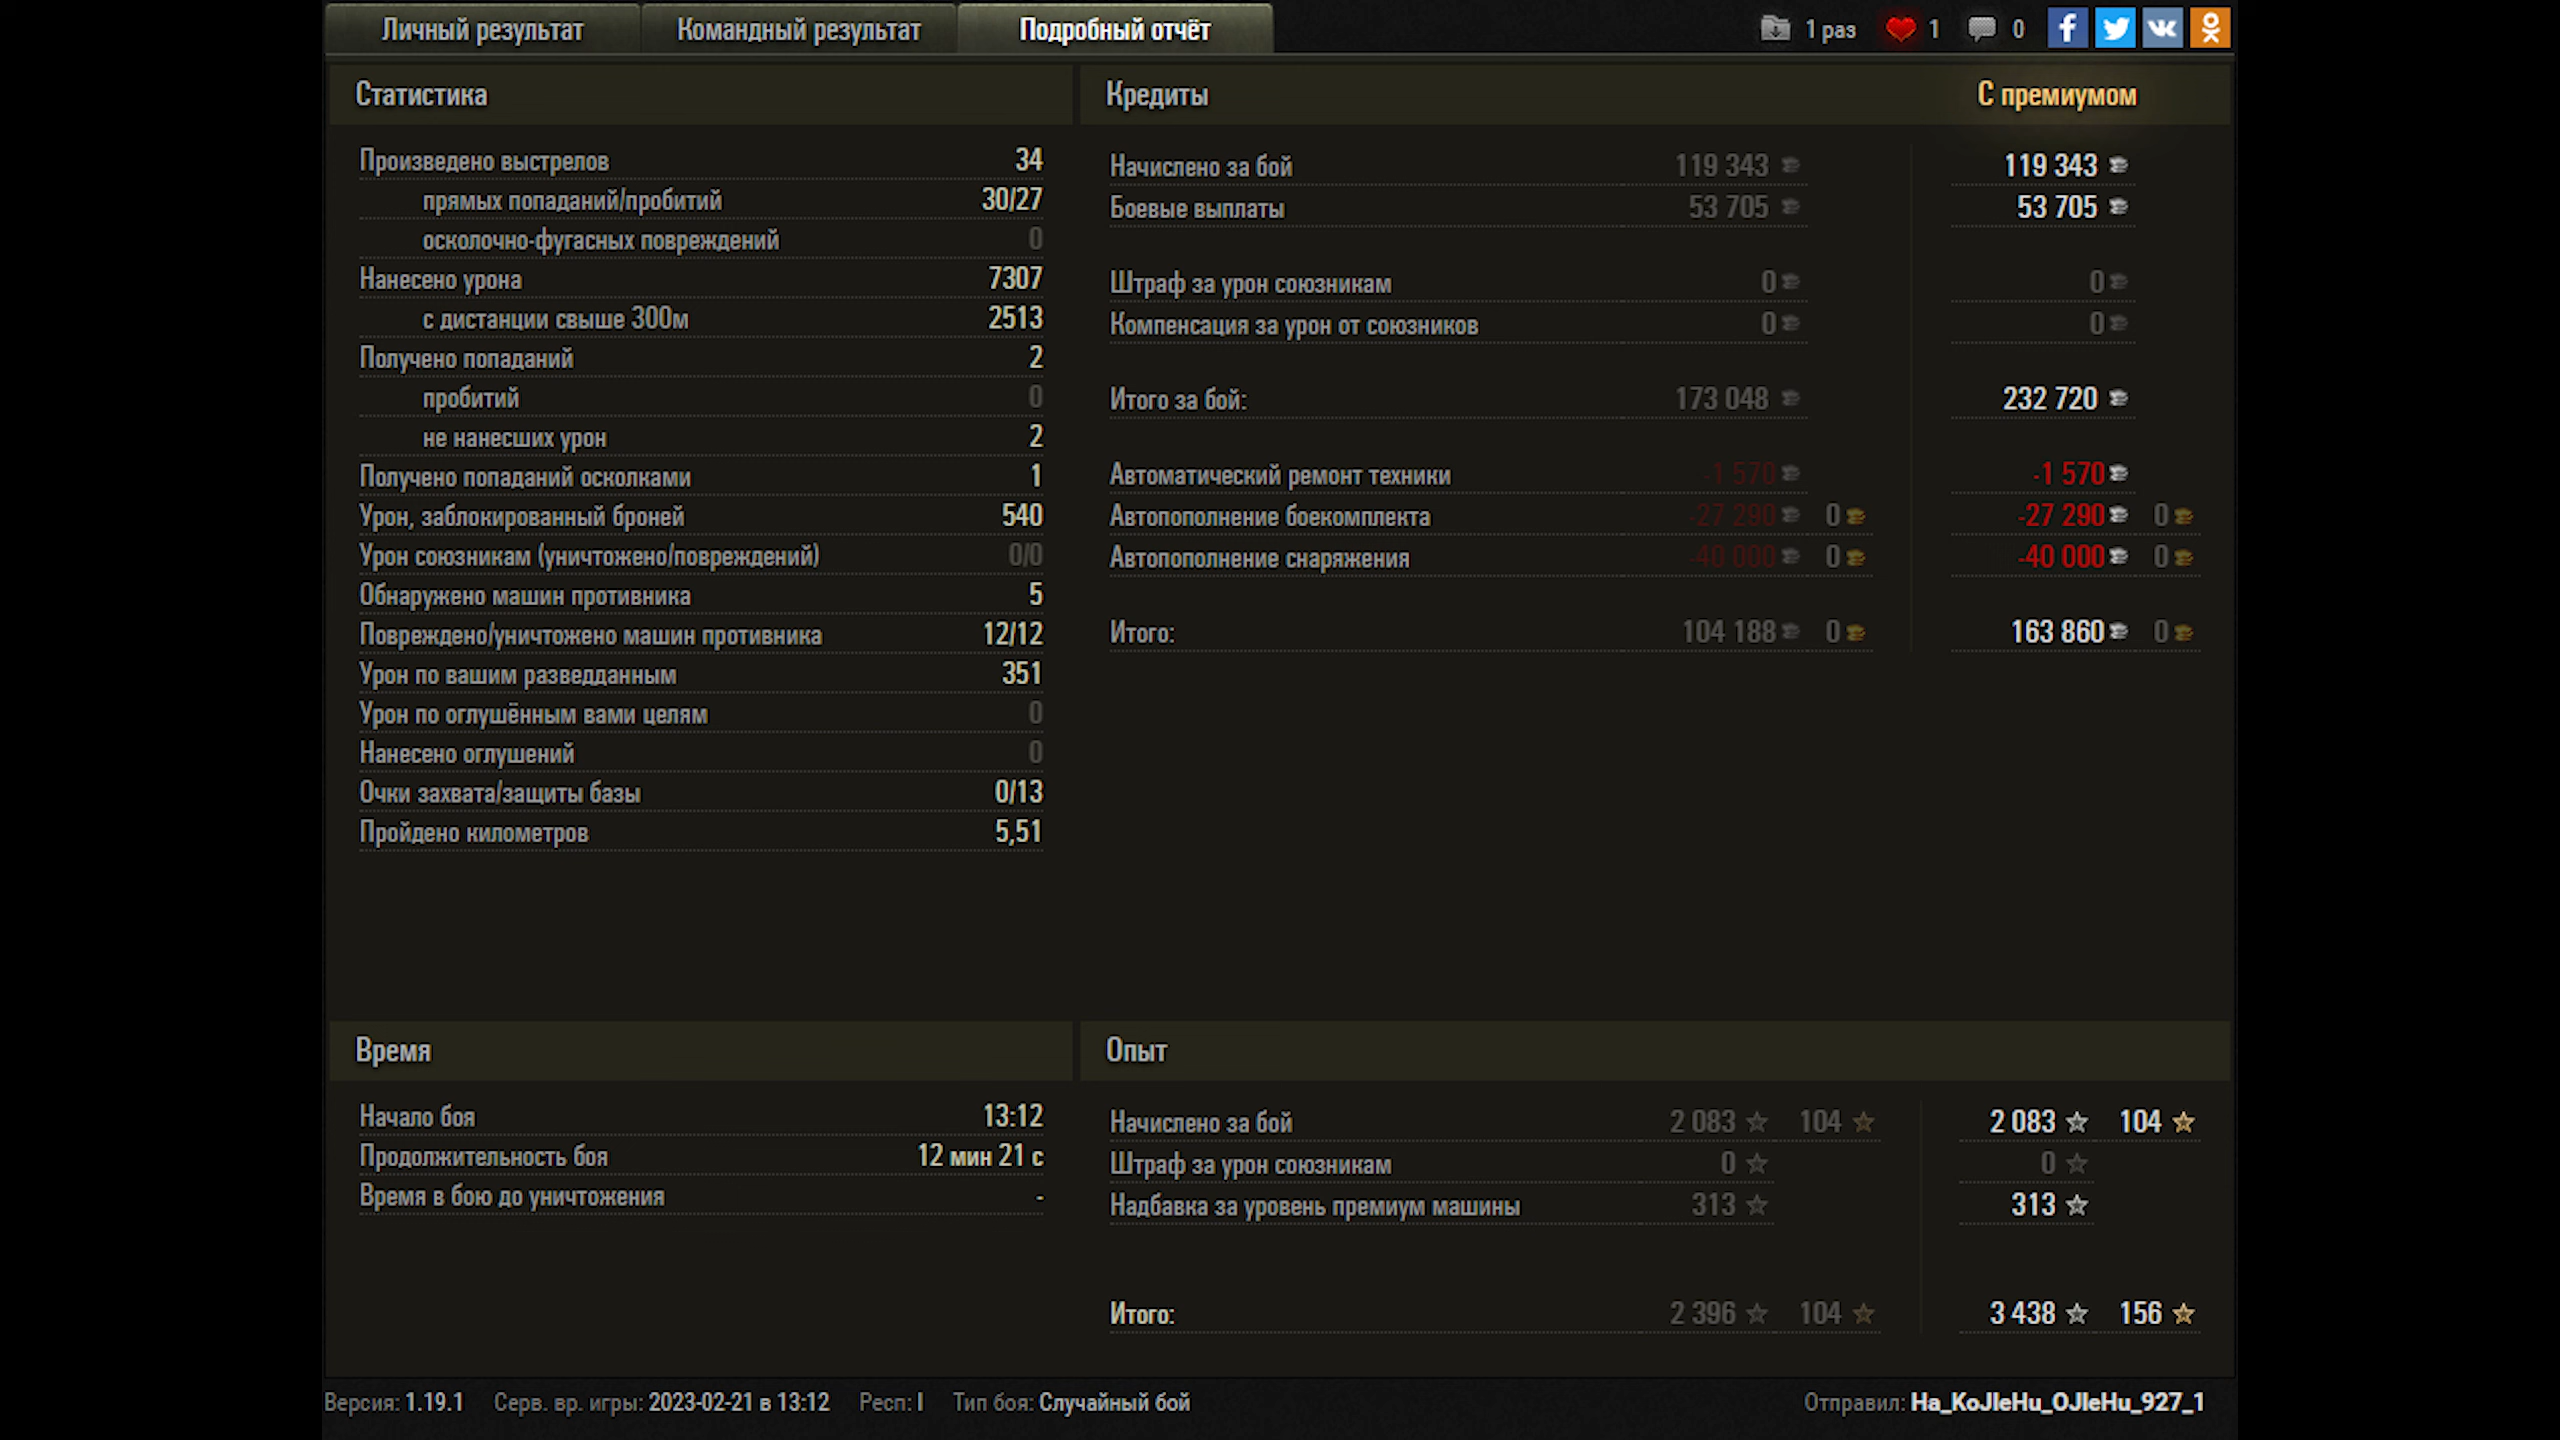 Личный результат Командный результат Подробный отчёт 1 раз 1 0
Статистика
Произведено выстрелов 34
прямых попаданий/пробитий 30/27
осколочно-фугасных повреждений 0
Нанесено урона 7307
с дистанции свыше 300м 2513
Получено попаданий 2
пробитий 0
не нанесших урон 2
Получено попаданий осколками 1
Урон, заблокированный броней 540
Урон союзникам (уничтожено/повреждений) 0/0
Обнаружено машин противника 5
Повреждено/уничтожено машин противника 12/12
Урон по вашим разведданным 351
Урон по оглушённым вами целям 0
Нанесено оглушений 0
Очки захвата/защиты базы 0/13
Пройдено километров 5,51
Кредиты С премиумом
Начислено за бой 119 343 119 343
Боевые выплаты 53 705 53 705
Штраф за урон союзникам 0 0
Компенсация за урон от союзников 0 0
Итого за бой: 173 048 232 720
Автоматический ремонт техники -1 570 -1 570
Автопополнение боекомплекта -27 290 0 -27 290 0
Автопополнение снаряжения -40 000 0 -40 000 0
Итого: 104 188 0 163 860 0
Время
Начало боя 13:12
Продолжительность боя 12 мин 21 с
Время в бою до уничтожения -
Опыт
Начислено за бой 2 083 104 2 083 104
Штраф за урон союзникам 0 0
Надбавка за уровень премиум машины 313 313
Итого: 2 396 104 3 438 156
Версия: 1.19.1 Серв. вр. игры: 2023-02-21 в 13:12 Респ: I Тип боя: Случайный бой Отправил: Ha_KoJIeHu_OJIeHu_927_1